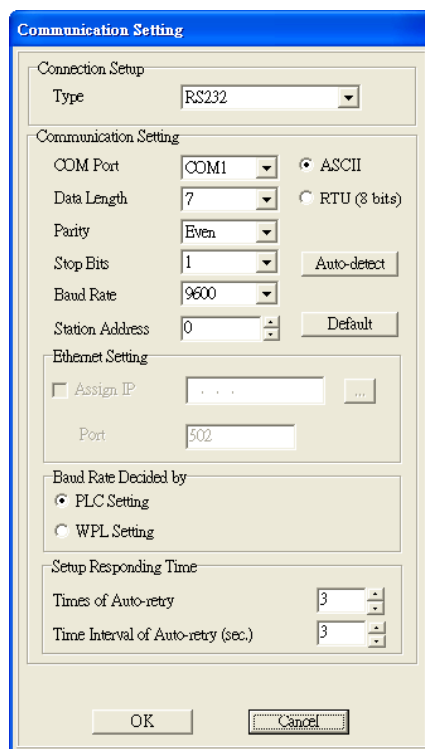 Communication Setting
Connection Setup
Type RS232
Communication Setting
COM Port COM1 ASCII
Data Length 7 RTU (8 bits)
Parity Even
Stop Bits 1 Auto-detect
Baud Rate 9600
Station Address 0 Default
Ethernet Setting
Assign IP . . . ...
Port 502
Baud Rate Decided by
PLC Setting
WPL Setting
Setup Responding Time
Times of Auto-retry 3
Time Interval of Auto-retry (sec.) 3
OK Cancel